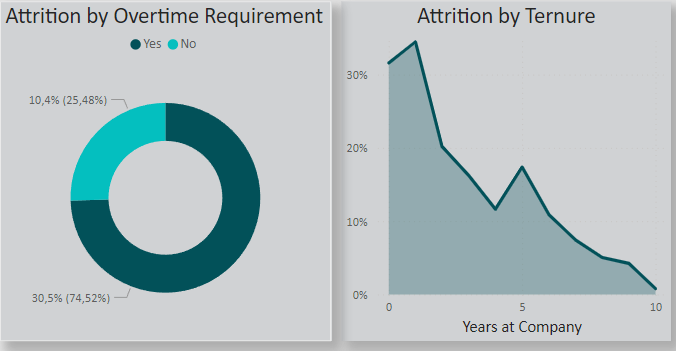 Attrition by Overtime Requirement
Yes No
10,4% (25,48%)
30,5% (74,52%)
Attrition by Ternure
30%
20%
10%
0%
0 5 10
Years at Company